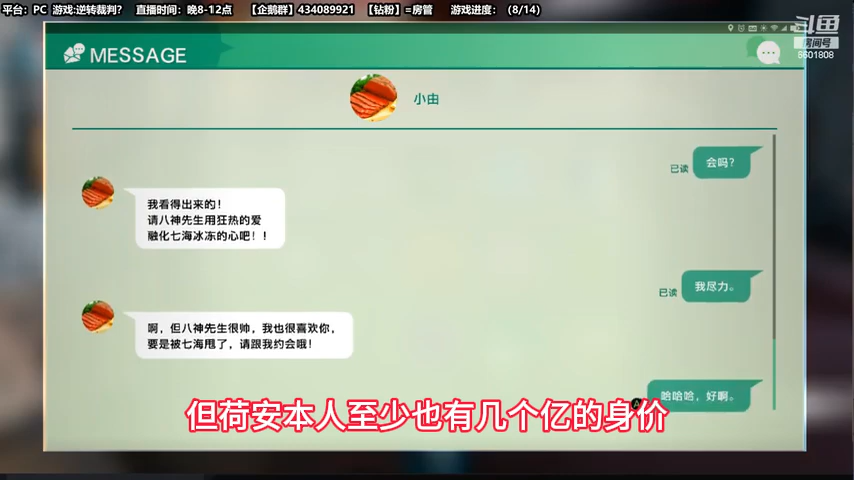 平台：PC 游戏:逆转裁判? 直播时间：晚8-12点 【企鹅群】434089921 【钻粉】=房管 游戏进度：（8/14）
斗鱼
房间号
6601808
MESSAGE
小由
会吗？
已读
我看得出来的！
请八神先生用狂热的爱
融化七海冰冻的心吧！！
我尽力。
已读
啊，但八神先生很帅，我也很喜欢你，
要是被七海甩了，请跟我约会哦！
哈哈哈，好啊。
A
但荷安本人至少也有几个亿的身价